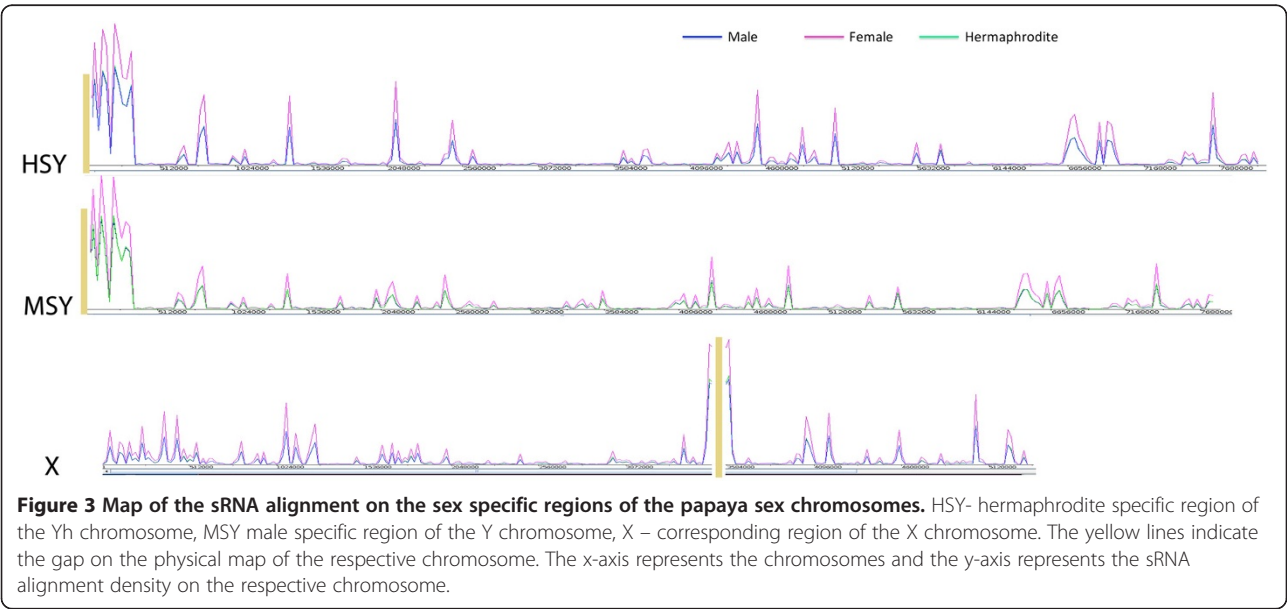 Male Female Hermaphrodite
HSY
512000 1024000 1536000 2048000 2560000 3072000 3584000 4096000 4608000 5120000 5632000 6144000 6656000 7168000 7680000
MSY
512000 1024000 1536000 2048000 2560000 3072000 3584000 4096000 4608000 5120000 5632000 6144000 6656000 7168000
X
512000 1024000 1536000 2048000 2560000 3072000 3584000 4096000 4608000 5120000
Figure 3 Map of the sRNA alignment on the sex specific regions of the papaya sex chromosomes. HSY- hermaphrodite specific region of
the Yh chromosome, MSY male specific region of the Y chromosome, X – corresponding region of the X chromosome. The yellow lines indicate
the gap on the physical map of the respective chromosome. The x-axis represents the chromosomes and the y-axis represents the sRNA
alignment density on the respective chromosome.